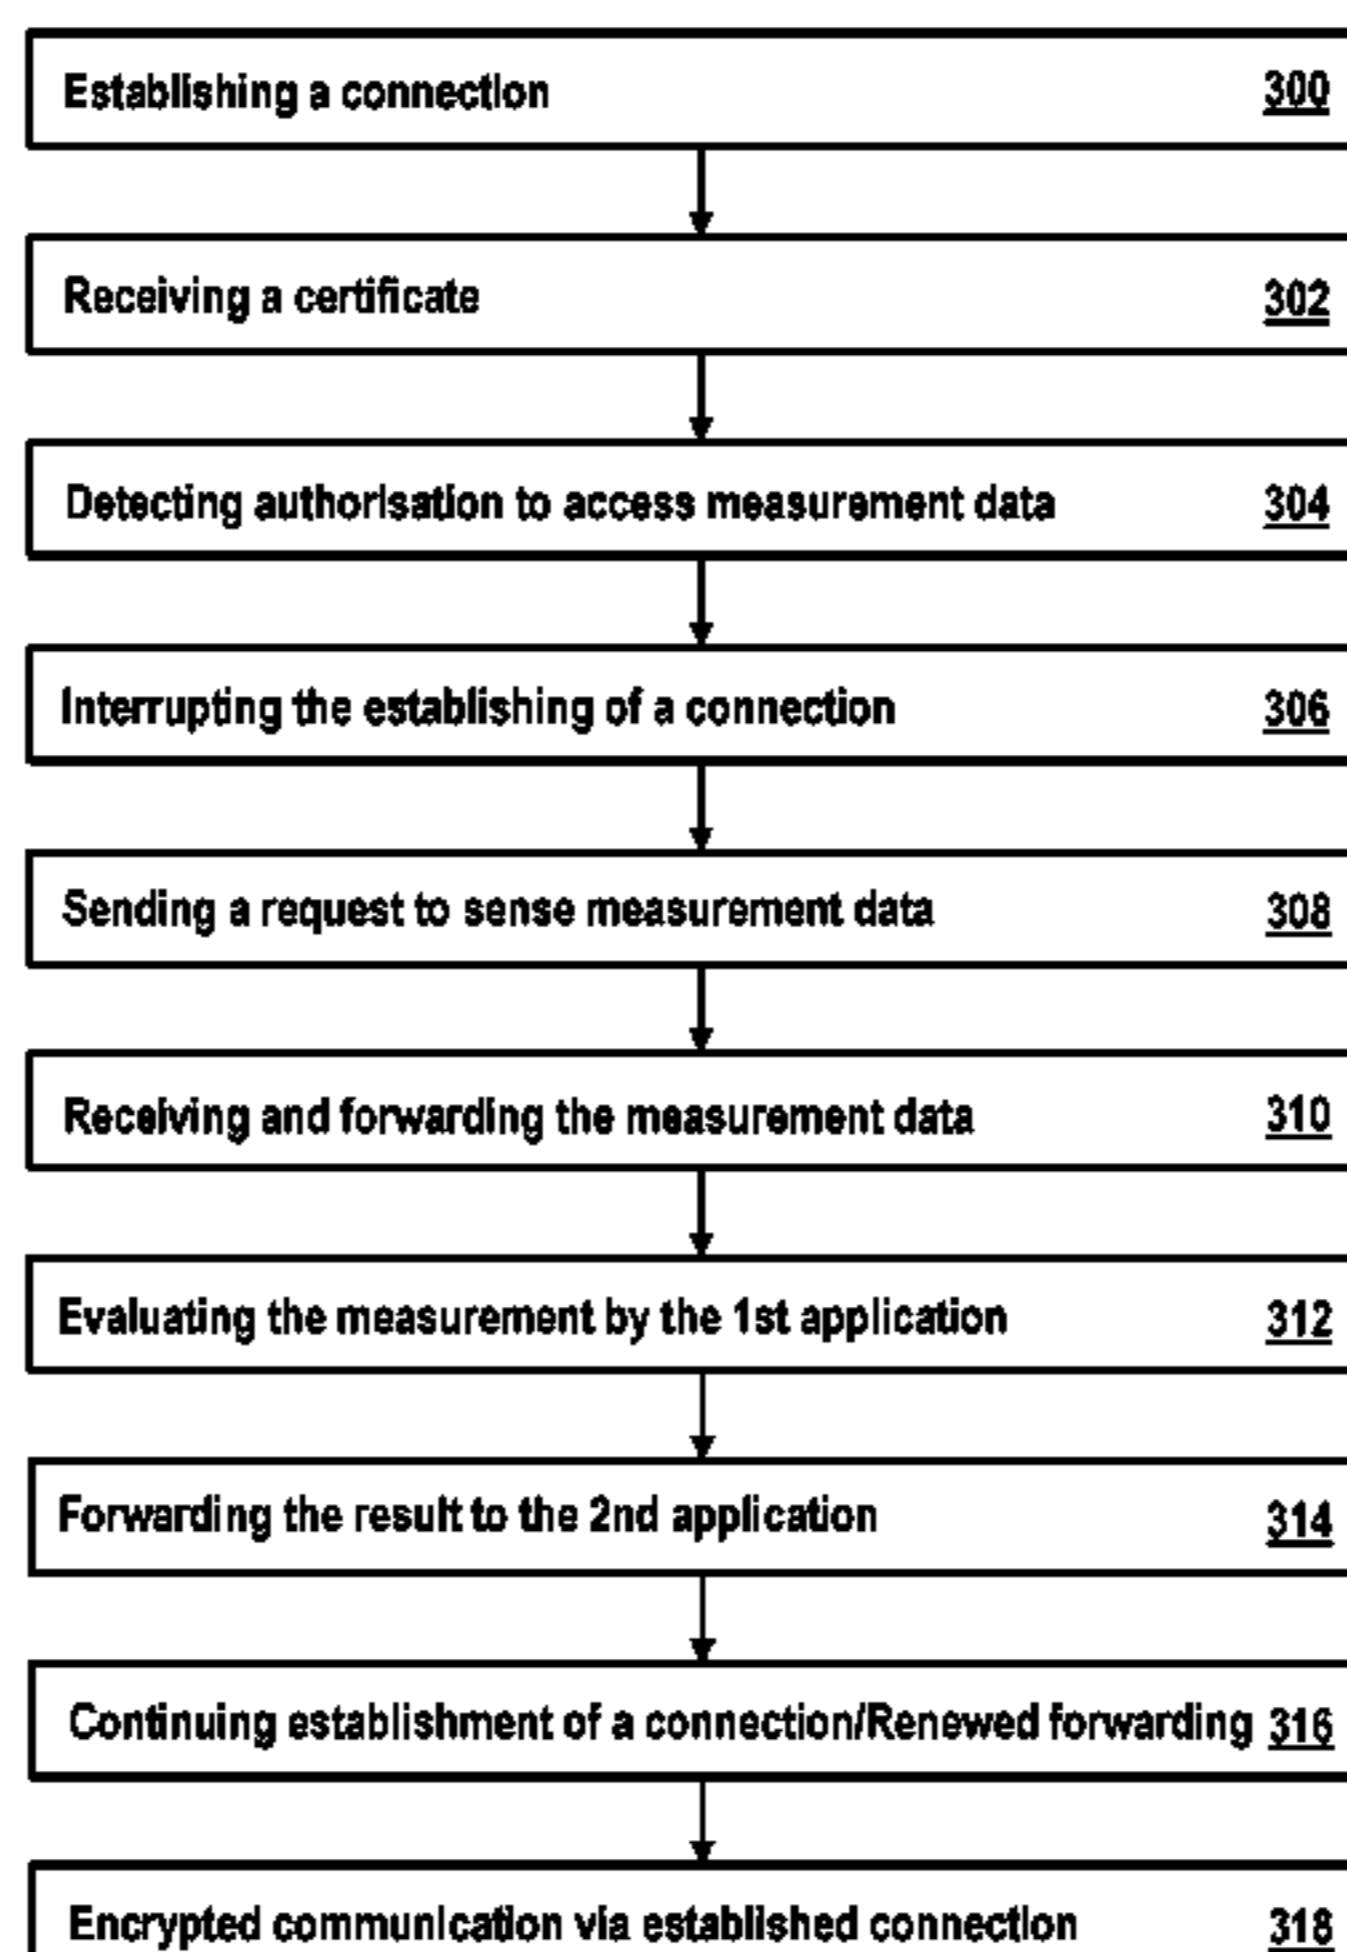 Establishing a connection 300
Receiving a certificate 302
Detecting authorisation to access measurement data 304
Interrupting the establishing of a connection 306
Sending a request to sense measurement data 308
Receiving and forwarding the measurement data 310
Evaluating the measurement by the 1st application 312
Forwarding the result to the 2nd application 314
Continuing establishment of a connection/Renewed forwarding 316
Encrypted communication via established connection 318